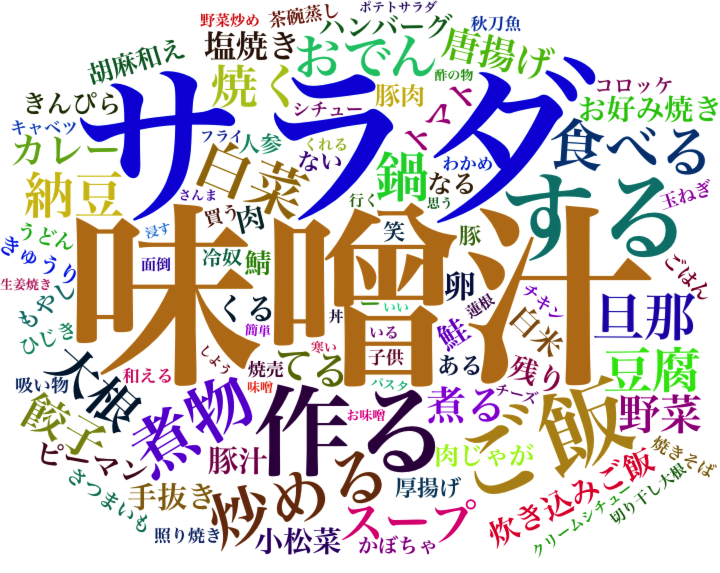 ポテトサラダ
野菜炒め
茶碗蒸し
ハンバーグ
秋刀魚
塩焼き
おでん
唐揚げ
胡麻和え
焼く
酢の物
豚肉
トマト
コロッケ
きんぴら
シチュー
お好み焼き
キャベツ
フライ
人参
くれる
サラダ
カレー
白菜
ない
わかめ
食べる
鍋
なる
納豆
さんま
行く
思う
玉ねぎ
買う
肉
する
うどん
浸す
笑
豚
きゅうり
面倒
冷奴
鯖
卵
ごはん
生姜焼き
もやし
くる
味噌汁
チキン
蓮根
いい
丼
鮭
白米
旦那
ひじき
簡単
いる
大根
しょう
寒い
てる
子供
ある
残り
豆腐
吸い物
和える
焼売
味噌
パスタ
チーズ
餃子
煮物
作る
お味噌
煮る
ご飯
野菜
ピーマン
豚汁
炒める
肉じゃが
焼きそば
さつまいも
手抜き
厚揚げ
スープ
炊き込みご飯
切り干し大根
クリームシチュー
照り焼き
小松菜
かぼちゃ